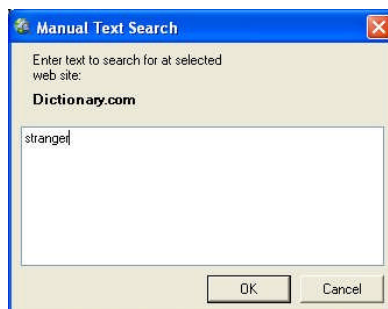 Manual Text Search
Enter text to search for at selected
web site:
Dictionary.com
stranger
OK
Cancel